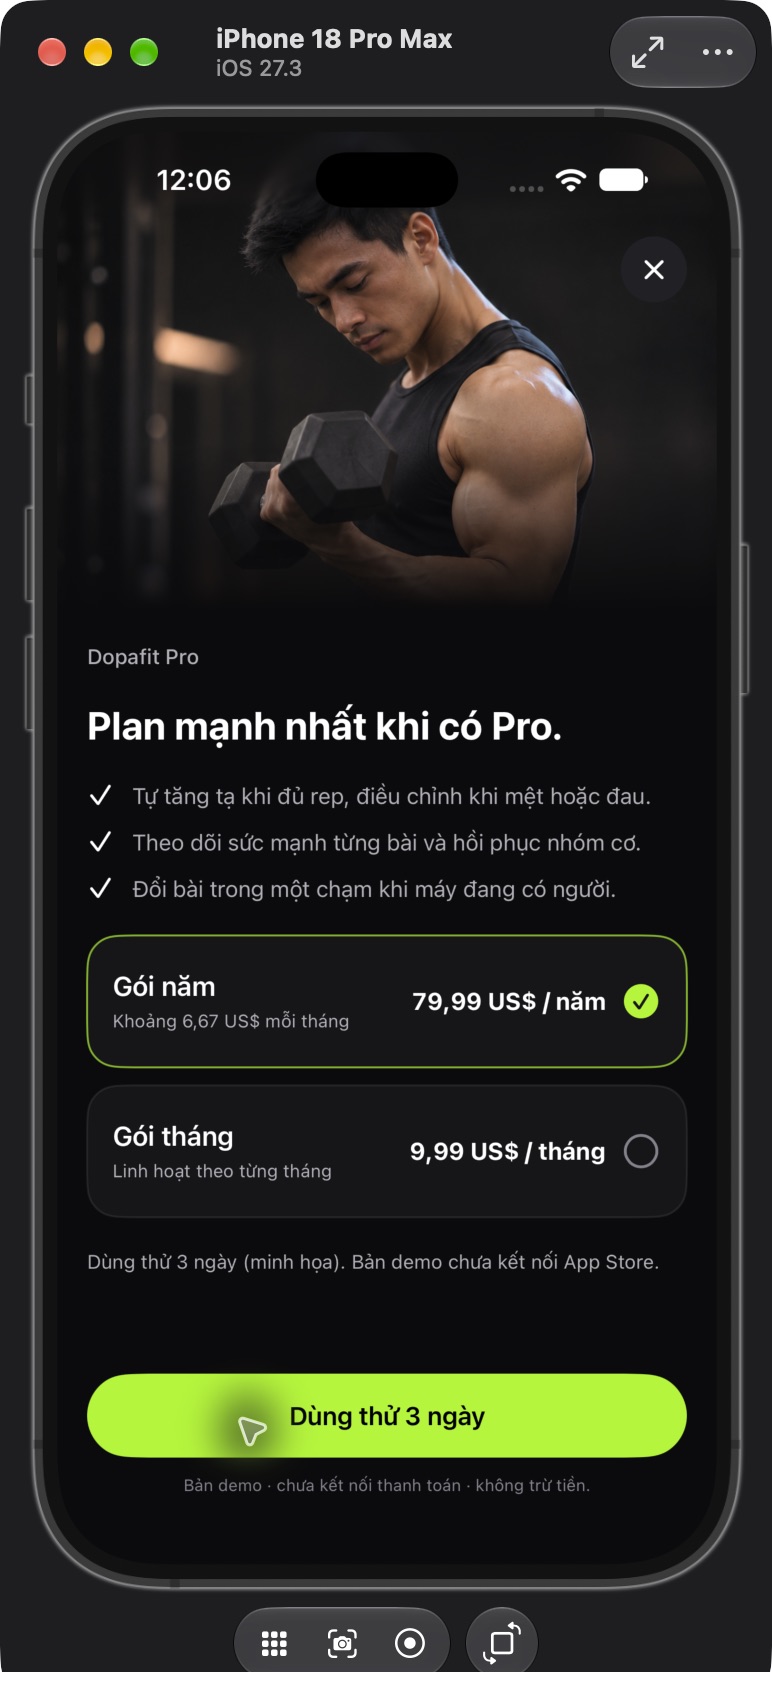 iPhone 18 Pro Max
iOS 27.3
12:06
Dopafit Pro
Plan mạnh nhất khi có Pro.
Tự tăng tạ khi đủ rep, điều chỉnh khi mệt hoặc đau.
Theo dõi sức mạnh từng bài và hồi phục nhóm cơ.
Đổi bài trong một chạm khi máy đang có người.
Gói năm
79,99 US$ / năm
Khoảng 6,67 US$ mỗi tháng
Gói tháng
9,99 US$ / tháng
Linh hoạt theo từng tháng
Dùng thử 3 ngày (minh họa). Bản demo chưa kết nối App Store.
Dùng thử 3 ngày
Bản demo · chưa kết nối thanh toán · không trừ tiền.